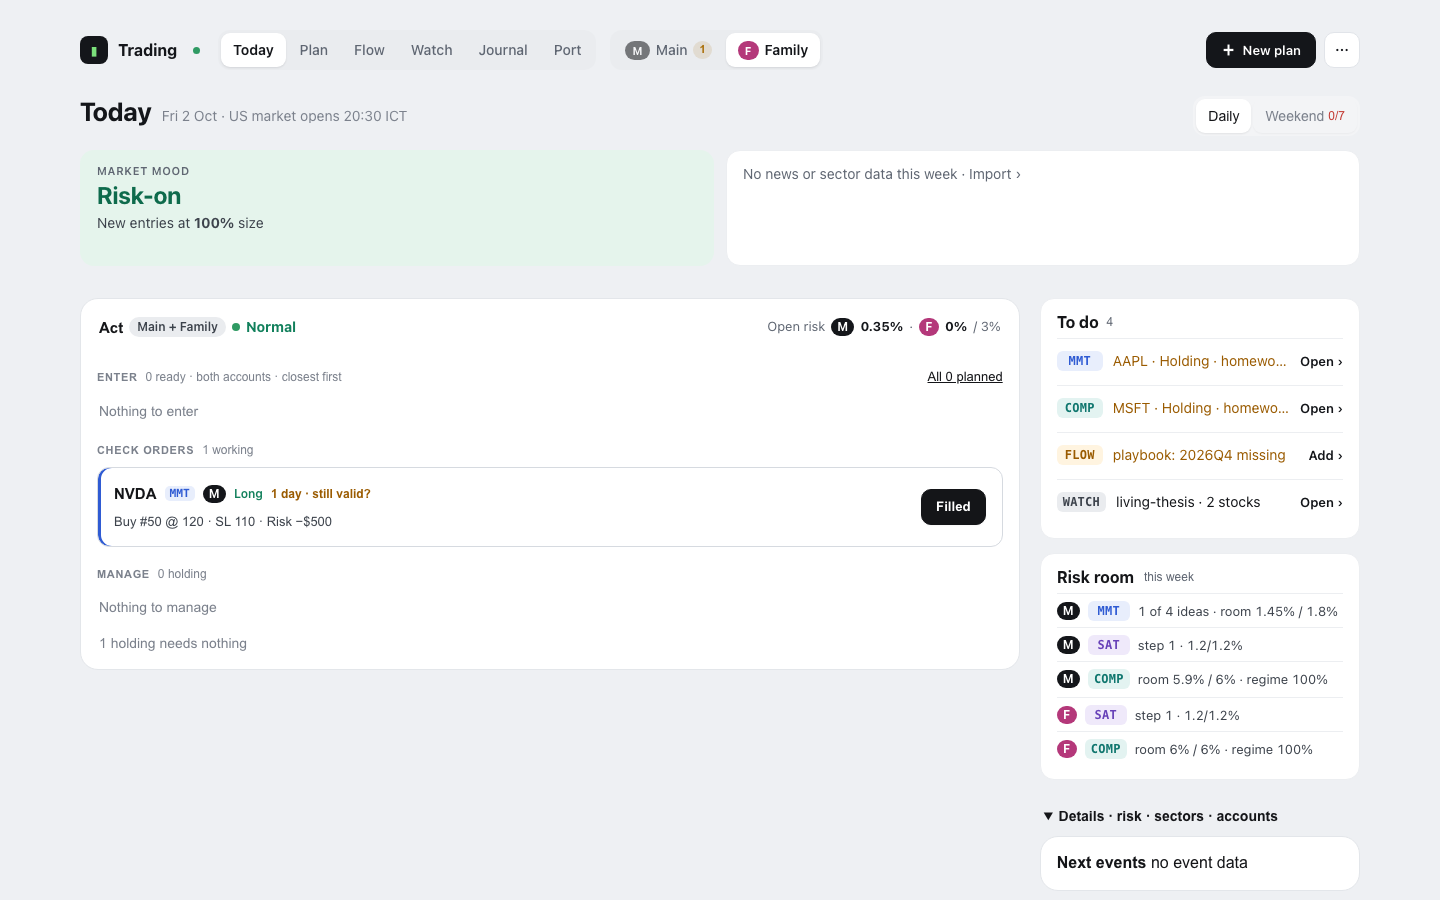 Trading
Today Plan Flow Watch Journal Port
M Main 1 F Family
+ New plan
···
Today Fri 2 Oct · US market opens 20:30 ICT
Daily Weekend 0/7
MARKET MOOD
Risk-on
New entries at 100% size
No news or sector data this week · Import ›
Act Main + Family Normal
Open risk M 0.35% · F 0% / 3%
ENTER 0 ready · both accounts · closest first
All 0 planned
Nothing to enter
CHECK ORDERS 1 working
NVDA MMT M Long 1 day · still valid?
Buy #50 @ 120 · SL 110 · Risk −$500
Filled
MANAGE 0 holding
Nothing to manage
1 holding needs nothing
To do 4
MMT AAPL · Holding · homewo... Open ›
COMP MSFT · Holding · homewo... Open ›
FLOW playbook: 2026Q4 missing Add ›
WATCH living-thesis · 2 stocks Open ›
Risk room this week
M MMT 1 of 4 ideas · room 1.45% / 1.8%
M SAT step 1 · 1.2/1.2%
M COMP room 5.9% / 6% · regime 100%
F SAT step 1 · 1.2/1.2%
F COMP room 6% / 6% · regime 100%
▼ Details · risk · sectors · accounts
Next events no event data